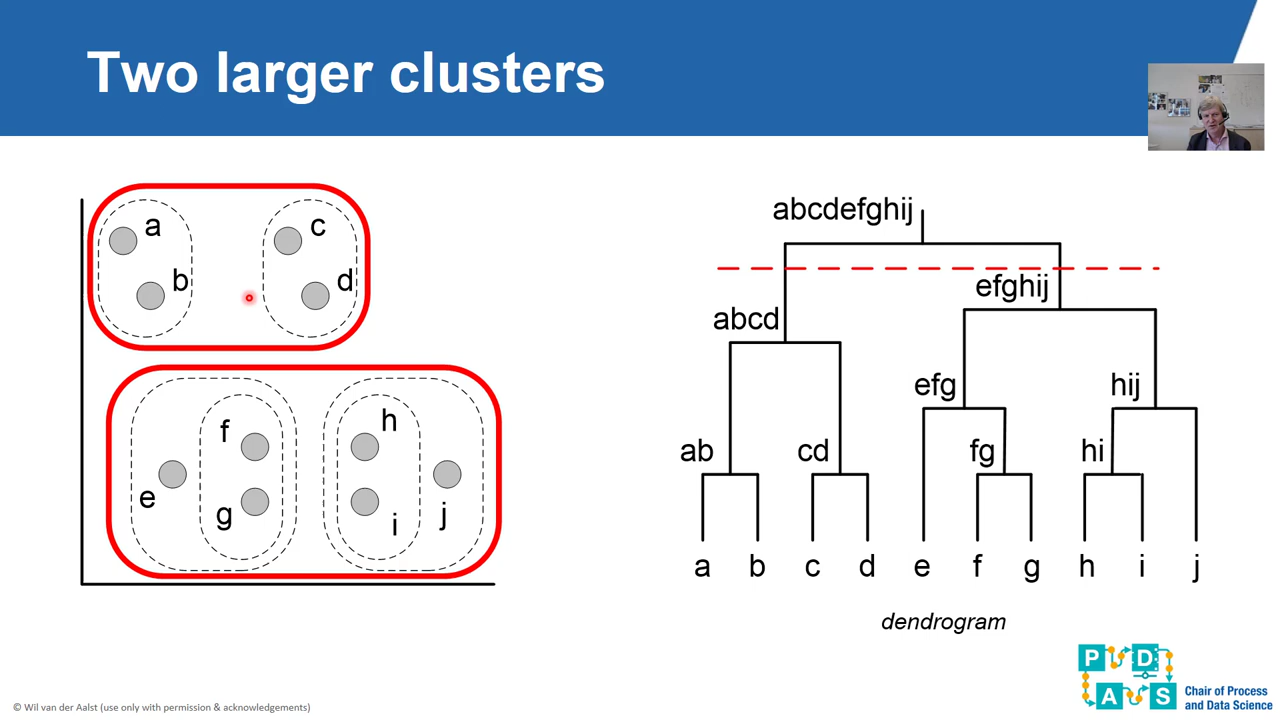 Two larger clusters
a
b
c
d
e
f
g
h
i
j
abcdefghij
abcd
efghij
efg
hij
ab
cd
fg
hi
a b c d e f g h i j
dendrogram
P D
A S
Chair of Process
and Data Science
© Wil van der Aalst (use only with permission & acknowledgements)